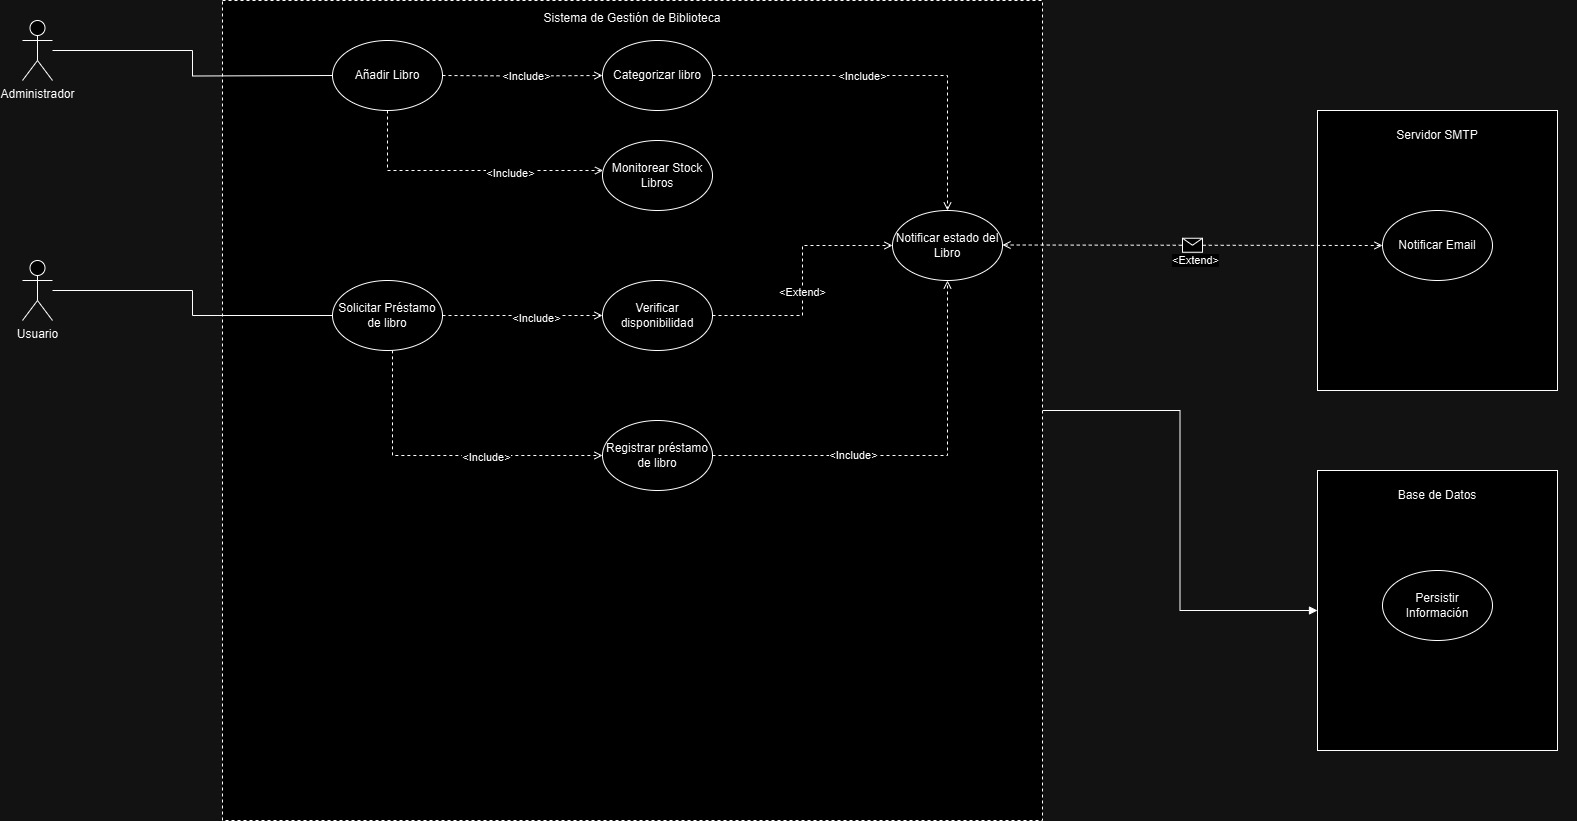 Sistema de Gestión de Biblioteca
Administrador
Añadir Libro
<Include>
Categorizar libro
<Include>
<Include>
Monitorear Stock
Libros
Servidor SMTP
Notificar estado del
Libro
<Extend>
Notificar Email
Usuario
Solicitar Préstamo
de libro
<Include>
Verificar
disponibilidad
<Extend>
<Include>
Registrar préstamo
de libro
<Include>
Base de Datos
Persistir
Información